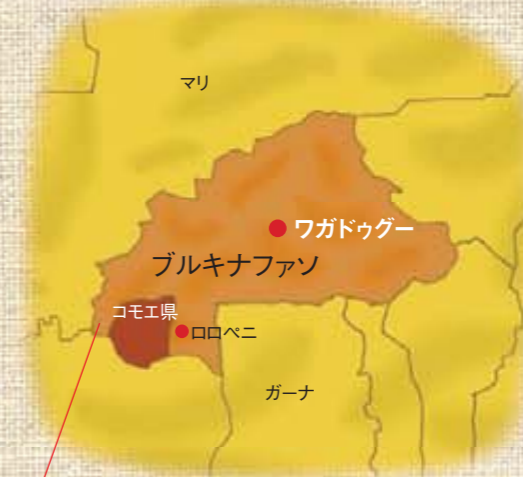 マリ
ワガドゥグー
ブルキナファソ
コモエ県
ロロペニ
ガーナ